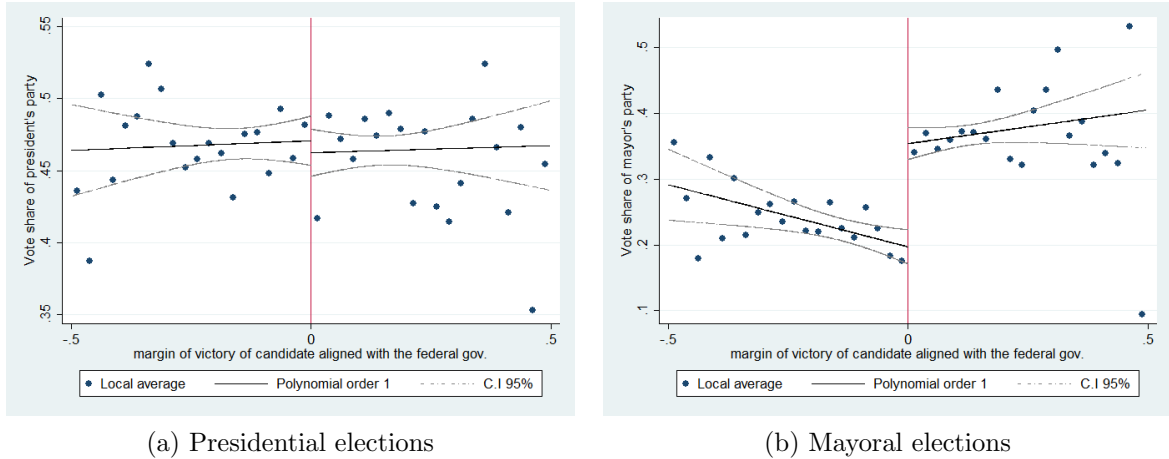 Vote share of president's party
.55
.5
.45
.4
.35
-.5
0
.5
margin of victory of candidate aligned with the federal gov.
Local average
Polynomial order 1
C.I 95%
(a) Presidential elections
Vote share of mayor's party
.5
.4
.3
.2
.1
-.5
0
.5
margin of victory of candidate aligned with the federal gov.
Local average
Polynomial order 1
C.I 95%
(b) Mayoral elections